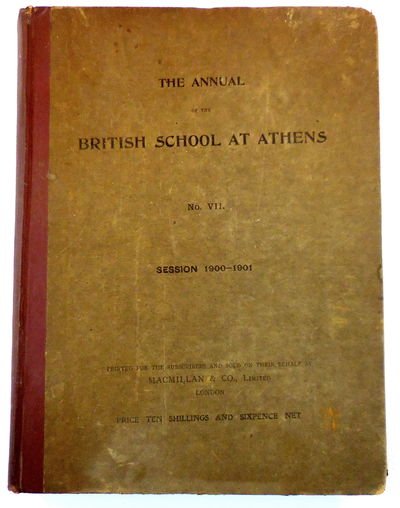 THE ANNUAL
OF THE
BRITISH SCHOOL AT ATHENS
No. VII.
SESSION 1900–1901
PRINTED FOR THE SUBSCRIBERS AND SOLD ON THEIR BEHALF BY
MACMILLAN & CO., LIMITED
LONDON
PRICE TEN SHILLINGS AND SIXPENCE NET